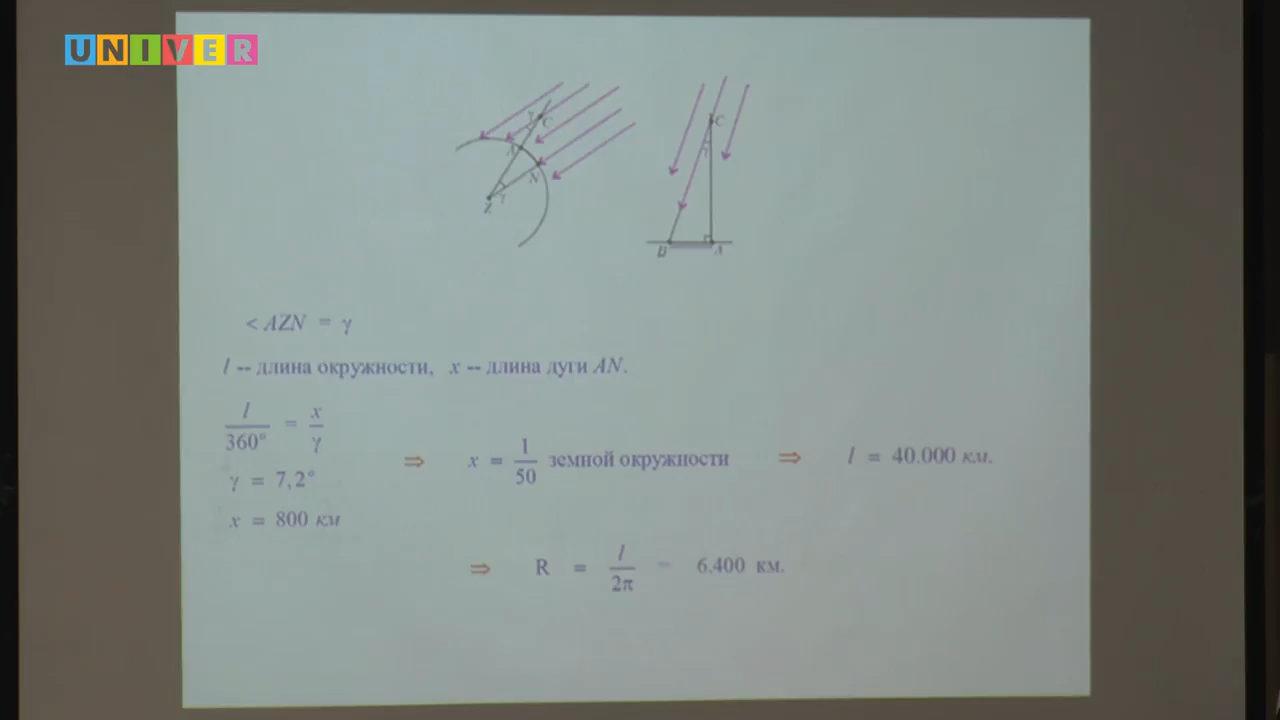 UNIVER
γ C
A
N
Z γ
C
γ
B A
< AZN = γ
l -- длина окружности, x -- длина дуги AN.
l/360° = x/γ
γ = 7,2°
x = 800 км
⇒ x = 1/50 земной окружности ⇒ l = 40.000 км.
⇒ R = l/2π = 6.400 км.